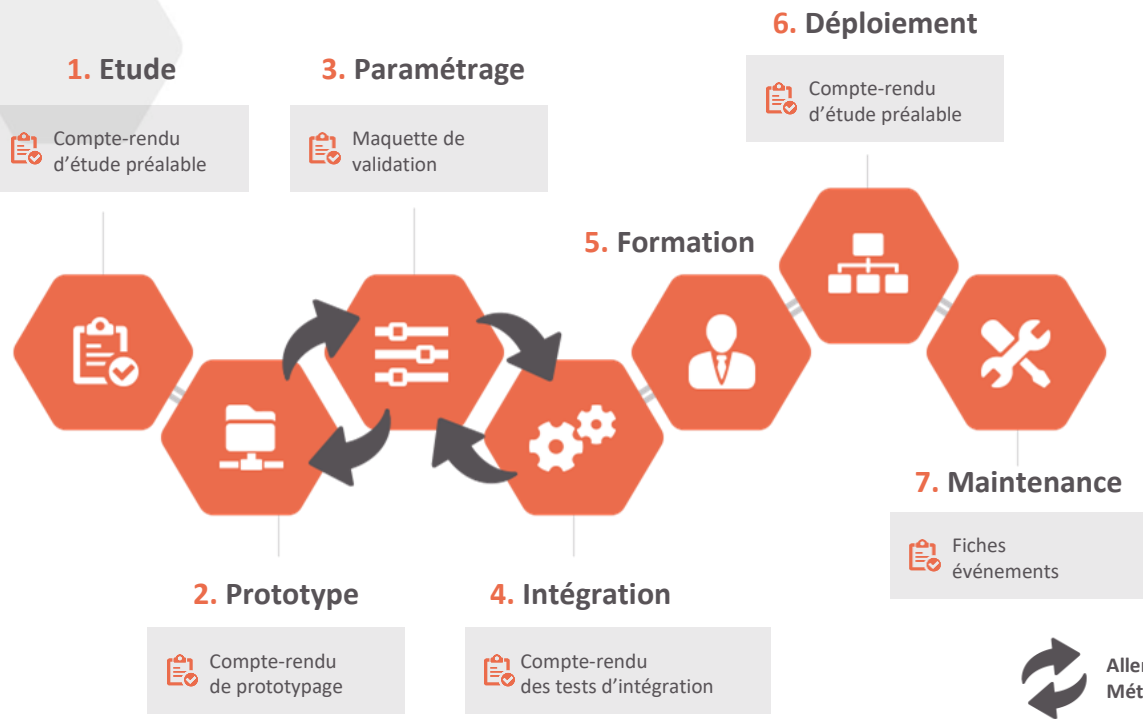 1. Etude
Compte-rendu
d’étude préalable
3. Paramétrage
Maquette de
validation
6. Déploiement
Compte-rendu
d’étude préalable
5. Formation
2. Prototype
Compte-rendu
de prototypage
4. Intégration
Compte-rendu
des tests d’intégration
7. Maintenance
Fiches
événements